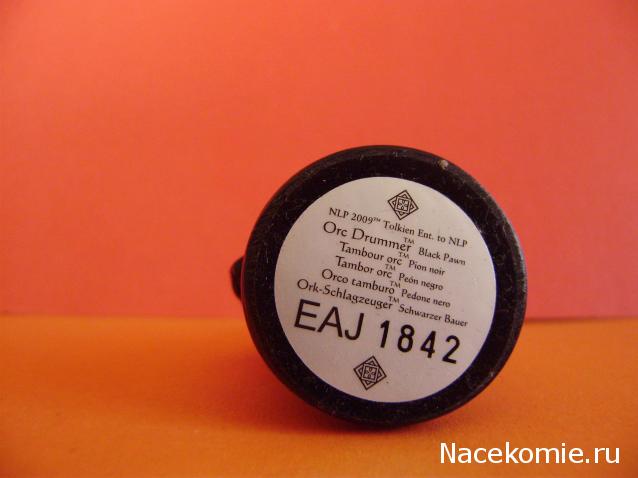 NLP 2009™ Tolkien Ent. to NLP
Orc Drummer™ Black Pawn
Tambour orc™ Pion noir
Tambor orc™ Peón negro
Orco tamburo™ Pedone nero
Ork-Schlagzeuger™ Schwarzer Bauer
EAJ 1842
Nacekomie.ru